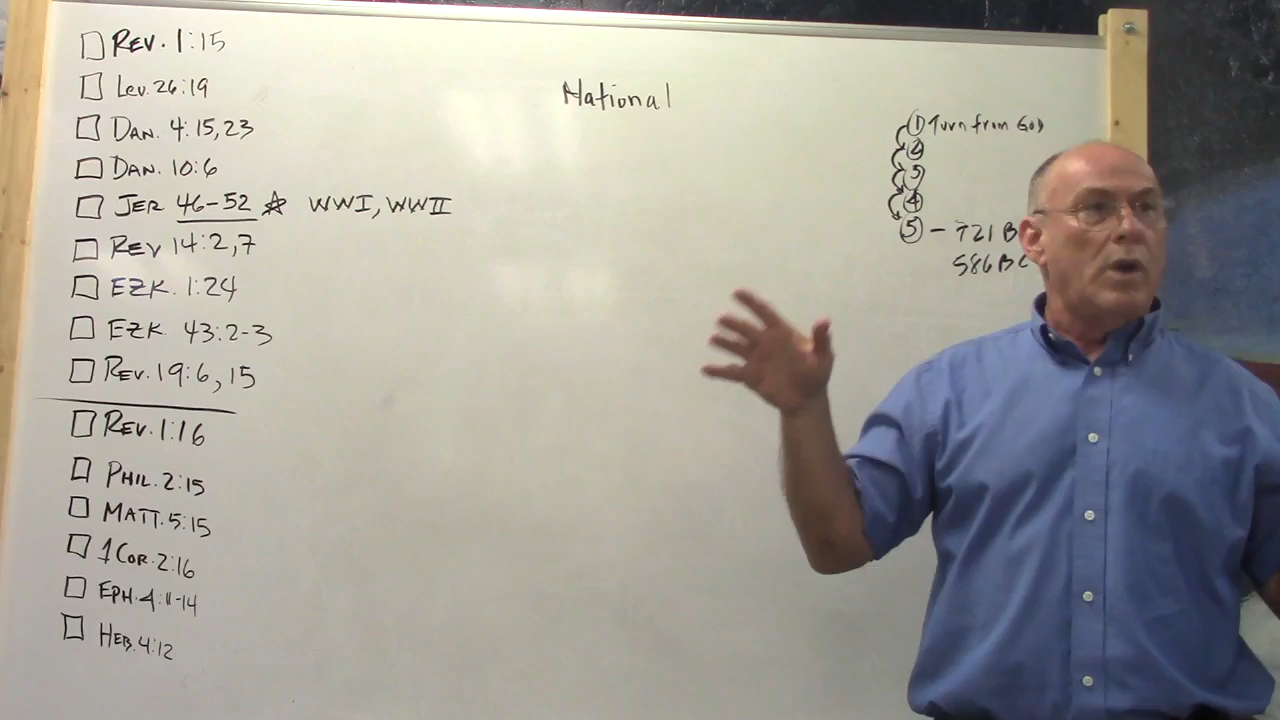 REV. 1:15
Lev. 26:19
DAN. 4:15,23
DAN. 10:6
JER 46-52 ☆ WWI, WWII
REV 14:2,7
EZK. 1:24
EZK. 43:2-3
REV. 19:6,15
REV. 1:16
PHIL. 2:15
MATT. 5:15
1 COR. 2:16
EPH. 4:11-14
HEB. 4:12
National
① Turn from GOD
②
③
④
⑤ - 721 B
586 BC